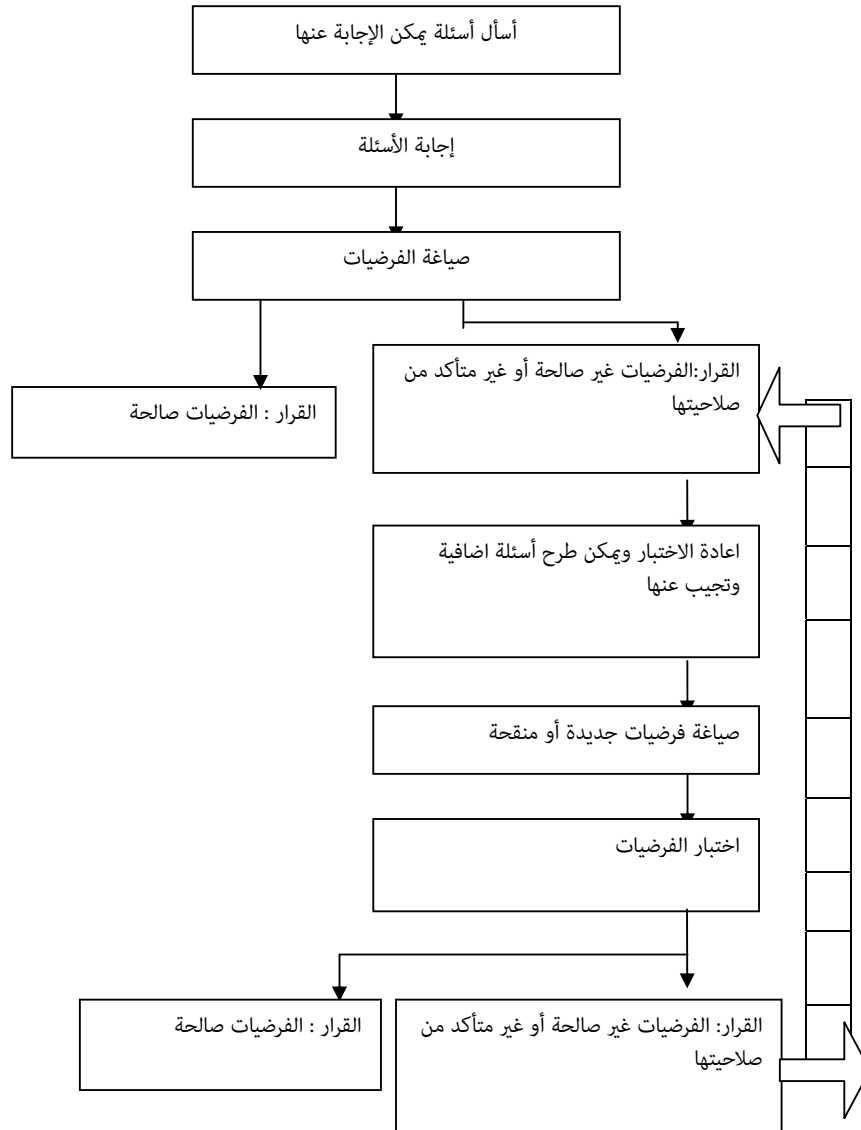 أسأل أسئلة يمكن الإجابة عنها
إجابة الأسئلة
صياغة الفرضيات
القرار:الفرضيات غير صالحة أو غير متأكد من
صلاحيتها
القرار : الفرضيات صالحة
اعادة الاختبار ويمكن طرح أسئلة اضافية
وتجيب عنها
صياغة فرضيات جديدة أو منقحة
اختبار الفرضيات
القرار: الفرضيات غير صالحة أو غير متأكد من
صلاحيتها
القرار : الفرضيات صالحة